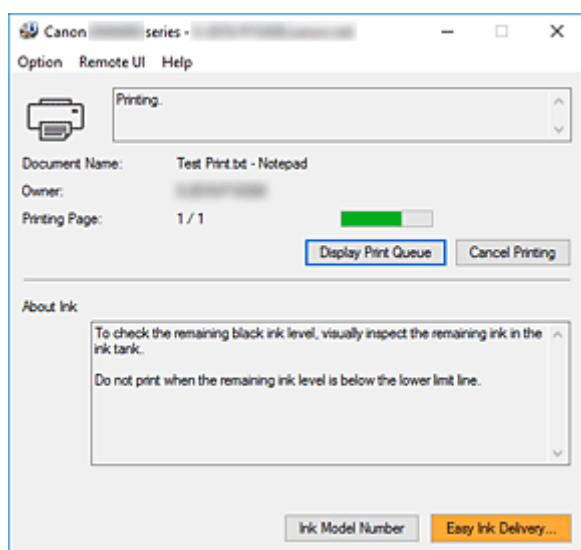 Canon series -
Option Remote UI Help
Printing.
Document Name: Test Print.txt - Notepad
Owner:
Printing Page: 1 / 1
Display Print Queue Cancel Printing
About Ink
To check the remaining black ink level, visually inspect the remaining ink in the
ink tank.
Do not print when the remaining ink level is below the lower limit line.
Ink Model Number Easy Ink Delivery...